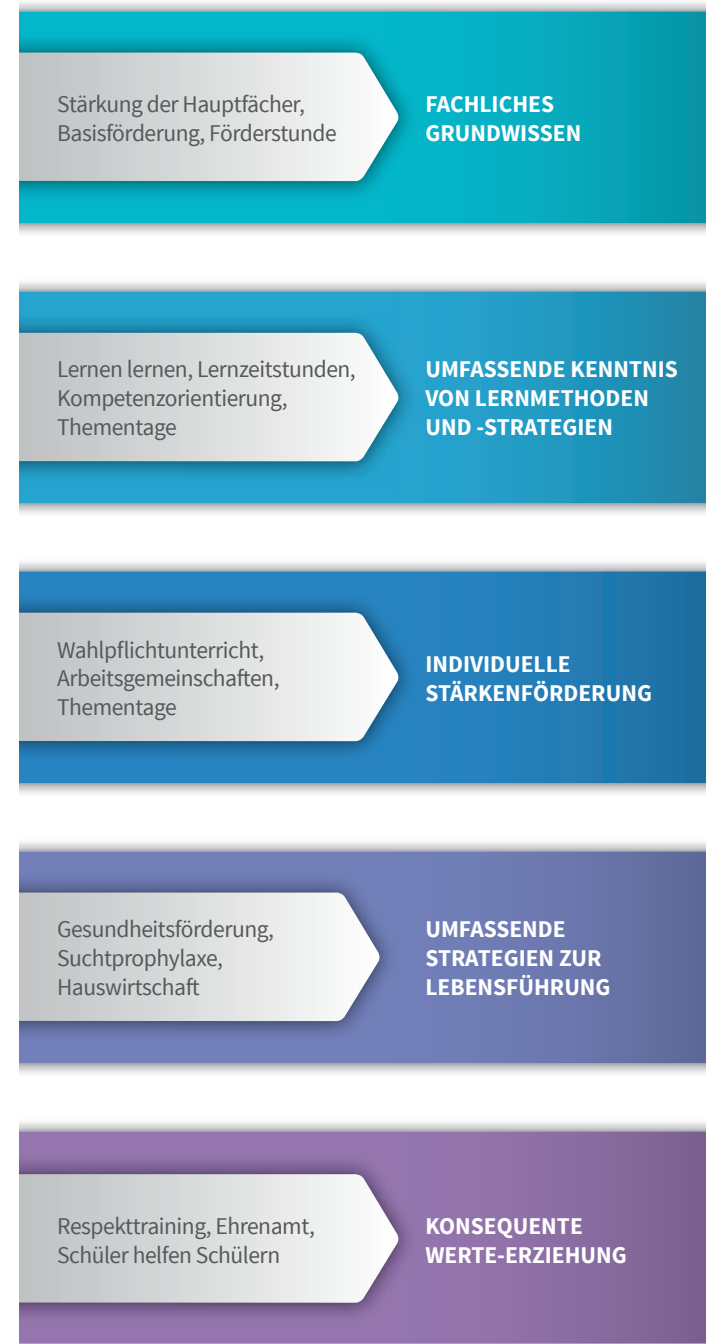 Stärkung der Hauptfächer,
Basisförderung, Förderstunde
FACHLICHES
GRUNDWISSEN
Lernen lernen, Lernzeitstunden,
Kompetenzorientierung,
Thementage
UMFASSENDE KENNTNIS
VON LERNMETHODEN
UND -STRATEGIEN
Wahlpflichtunterricht,
Arbeitsgemeinschaften,
Thementage
INDIVIDUELLE
STÄRKENFÖRDERUNG
Gesundheitsförderung,
Suchtprophylaxe,
Hauswirtschaft
UMFASSENDE
STRATEGIEN ZUR
LEBENSFÜHRUNG
Respekttraining, Ehrenamt,
Schüler helfen Schülern
KONSEQUENTE
WERTE-ERZIEHUNG